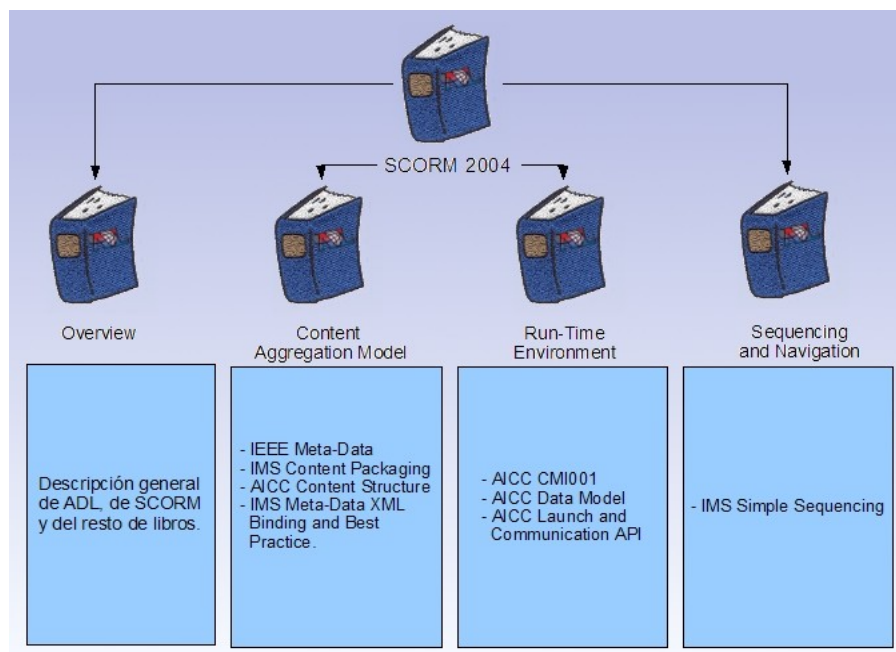 SCORM 2004
Overview
Content
Aggregation Model
Run-Time
Environment
Sequencing
and Navigation
Descripción general
de ADL, de SCORM
y del resto de libros.
- IEEE Meta-Data
- IMS Content Packaging
- AICC Content Structure
- IMS Meta-Data XML
Binding and Best
Practice.
- AICC CMI001
- AICC Data Model
- AICC Launch and
Communication API
- IMS Simple Sequencing